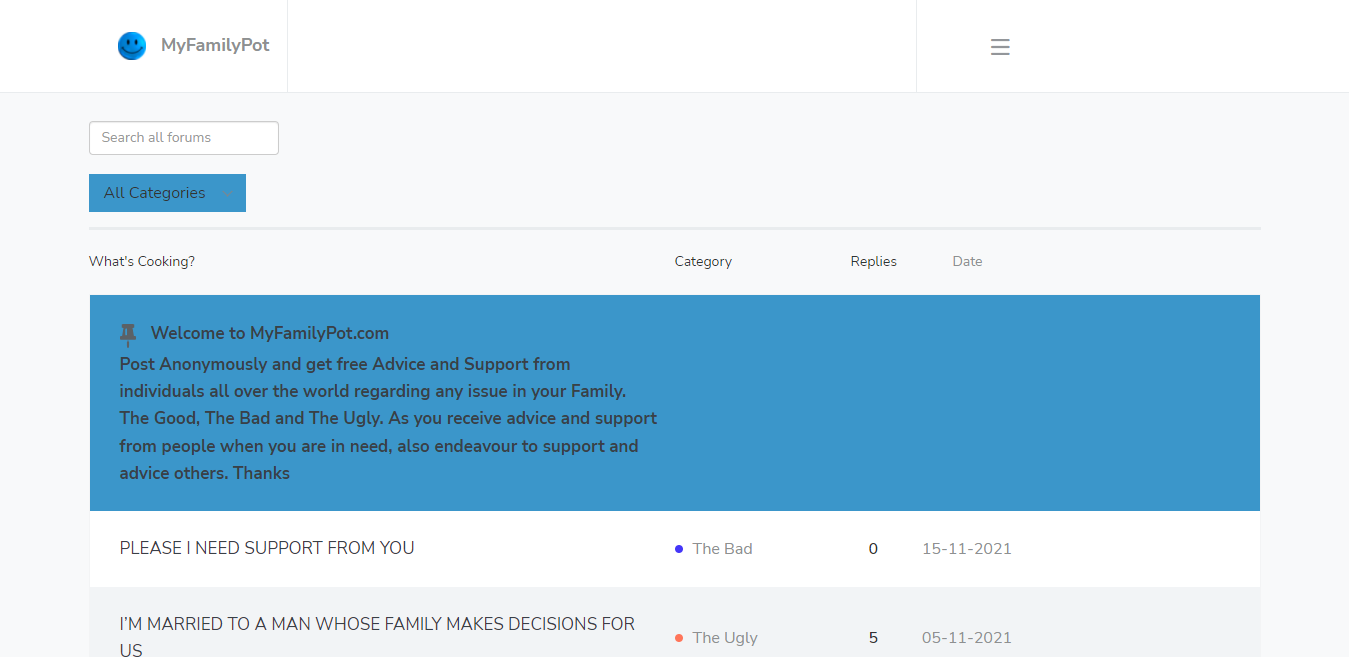 MyFamilyPot
Search all forums
All Categories
What's Cooking? Category Replies Date
Welcome to MyFamilyPot.com
Post Anonymously and get free Advice and Support from
individuals all over the world regarding any issue in your Family.
The Good, The Bad and The Ugly. As you receive advice and support
from people when you are in need, also endeavour to support and
advice others. Thanks
PLEASE I NEED SUPPORT FROM YOU The Bad 0 15-11-2021
I’M MARRIED TO A MAN WHOSE FAMILY MAKES DECISIONS FOR
US
The Ugly 5 05-11-2021